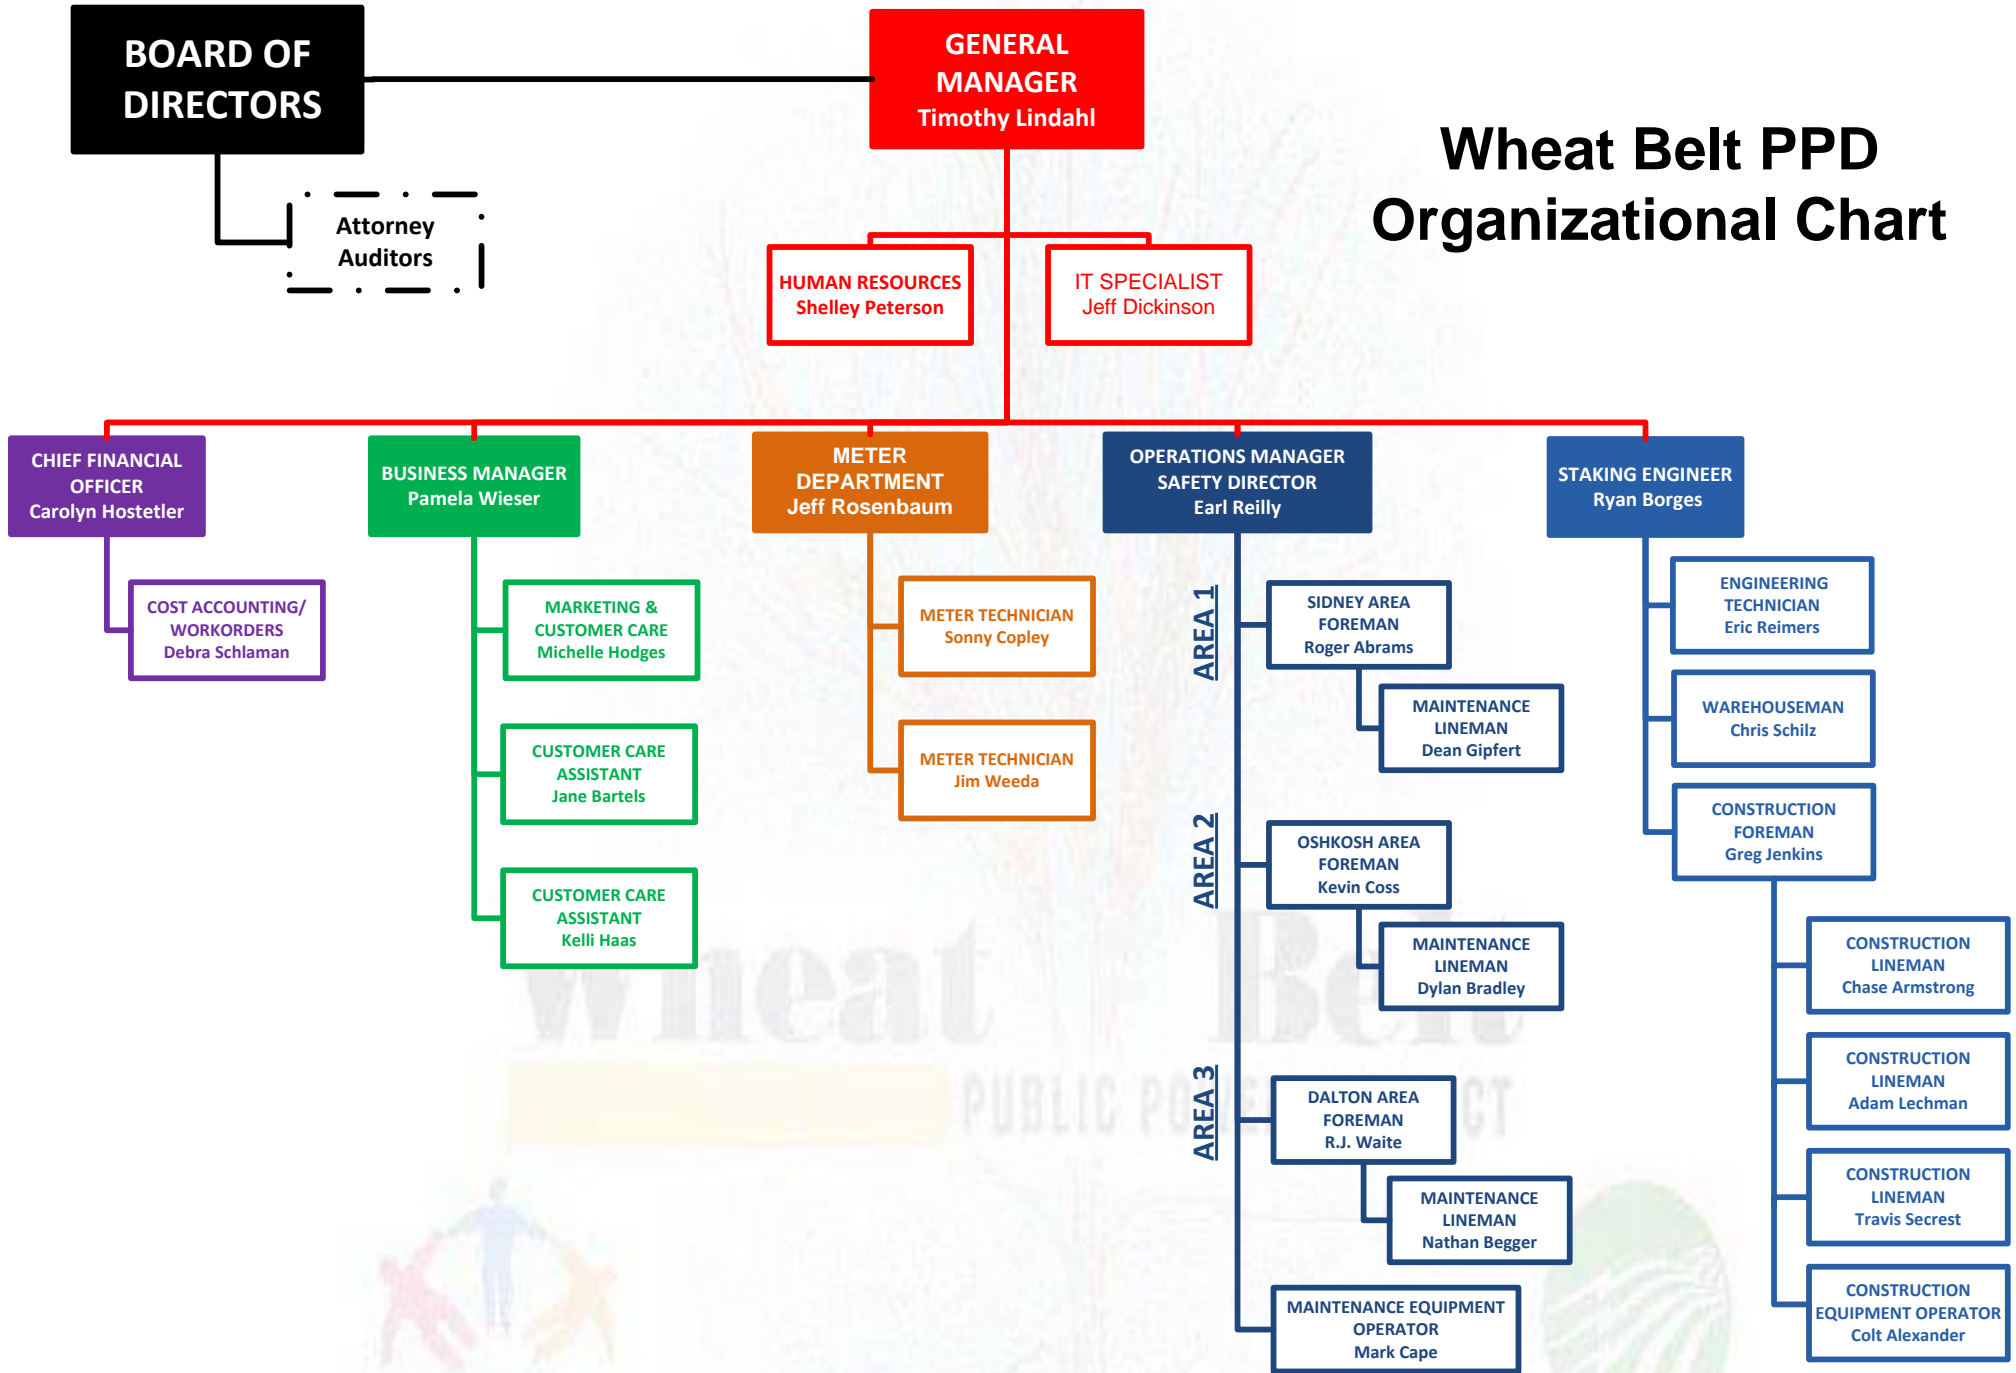 BOARD OF
DIRECTORS
GENERAL
MANAGER
Timothy Lindahl
Wheat Belt PPD
Organizational Chart
Attorney
Auditors
HUMAN RESOURCES
Shelley Peterson
IT SPECIALIST
Jeff Dickinson
CHIEF FINANCIAL
OFFICER
Carolyn Hostetler
COST ACCOUNTING/
WORKORDERS
Debra Schlaman
BUSINESS MANAGER
Pamela Wieser
MARKETING &
CUSTOMER CARE
Michelle Hodges
CUSTOMER CARE
ASSISTANT
Jane Bartels
CUSTOMER CARE
ASSISTANT
Kelli Haas
METER
DEPARTMENT
Jeff Rosenbaum
METER TECHNICIAN
Sonny Copley
METER TECHNICIAN
Jim Weeda
OPERATIONS MANAGER
SAFETY DIRECTOR
Earl Reilly
AREA 1
SIDNEY AREA
FOREMAN
Roger Abrams
MAINTENANCE
LINEMAN
Dean Gipfert
AREA 2
OSHKOSH AREA
FOREMAN
Kevin Coss
MAINTENANCE
LINEMAN
Dylan Bradley
AREA 3
DALTON AREA
FOREMAN
R.J. Waite
MAINTENANCE
LINEMAN
Nathan Begger
MAINTENANCE EQUIPMENT
OPERATOR
Mark Cape
STAKING ENGINEER
Ryan Borges
ENGINEERING
TECHNICIAN
Eric Reimers
WAREHOUSEMAN
Chris Schilz
CONSTRUCTION
FOREMAN
Greg Jenkins
CONSTRUCTION
LINEMAN
Chase Armstrong
CONSTRUCTION
LINEMAN
Adam Lechman
CONSTRUCTION
LINEMAN
Travis Secrest
CONSTRUCTION
EQUIPMENT OPERATOR
Colt Alexander
Wheat Belt
PUBLIC